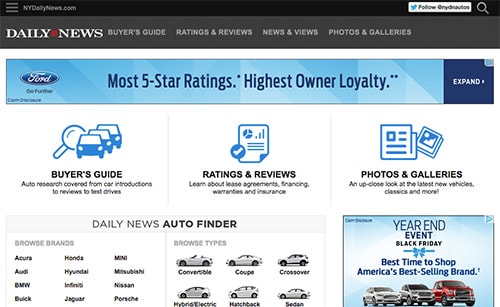 NYDailyNews.com
Follow @nydnautos
DAILY NEWS BUYER'S GUIDE RATINGS & REVIEWS NEWS & VIEWS PHOTOS & GALLERIES
Ford
Go Further
Claim Disclosure
Most 5-Star Ratings.* Highest Owner Loyalty.**
EXPAND
BUYER'S GUIDE
Auto research covered from car introductions
to reviews to test drives
RATINGS & REVIEWS
Learn about lease agreements, financing,
warranties and insurance
PHOTOS & GALLERIES
An up-close look at the latest new vehicles,
classics and more!
DAILY NEWS AUTO FINDER
BROWSE BRANDS
Acura Honda MINI
Audi Hyundai Mitsubishi
BMW Infiniti Nissan
Buick Jaguar Porsche
BROWSE TYPES
Convertible Coupe Crossover
Hybrid/Electric Hatchback Sedan
Claim Disclosure
YEAR END
EVENT
BLACK FRIDAY
Ford
Best Time to Shop
America's Best-Selling Brand.†